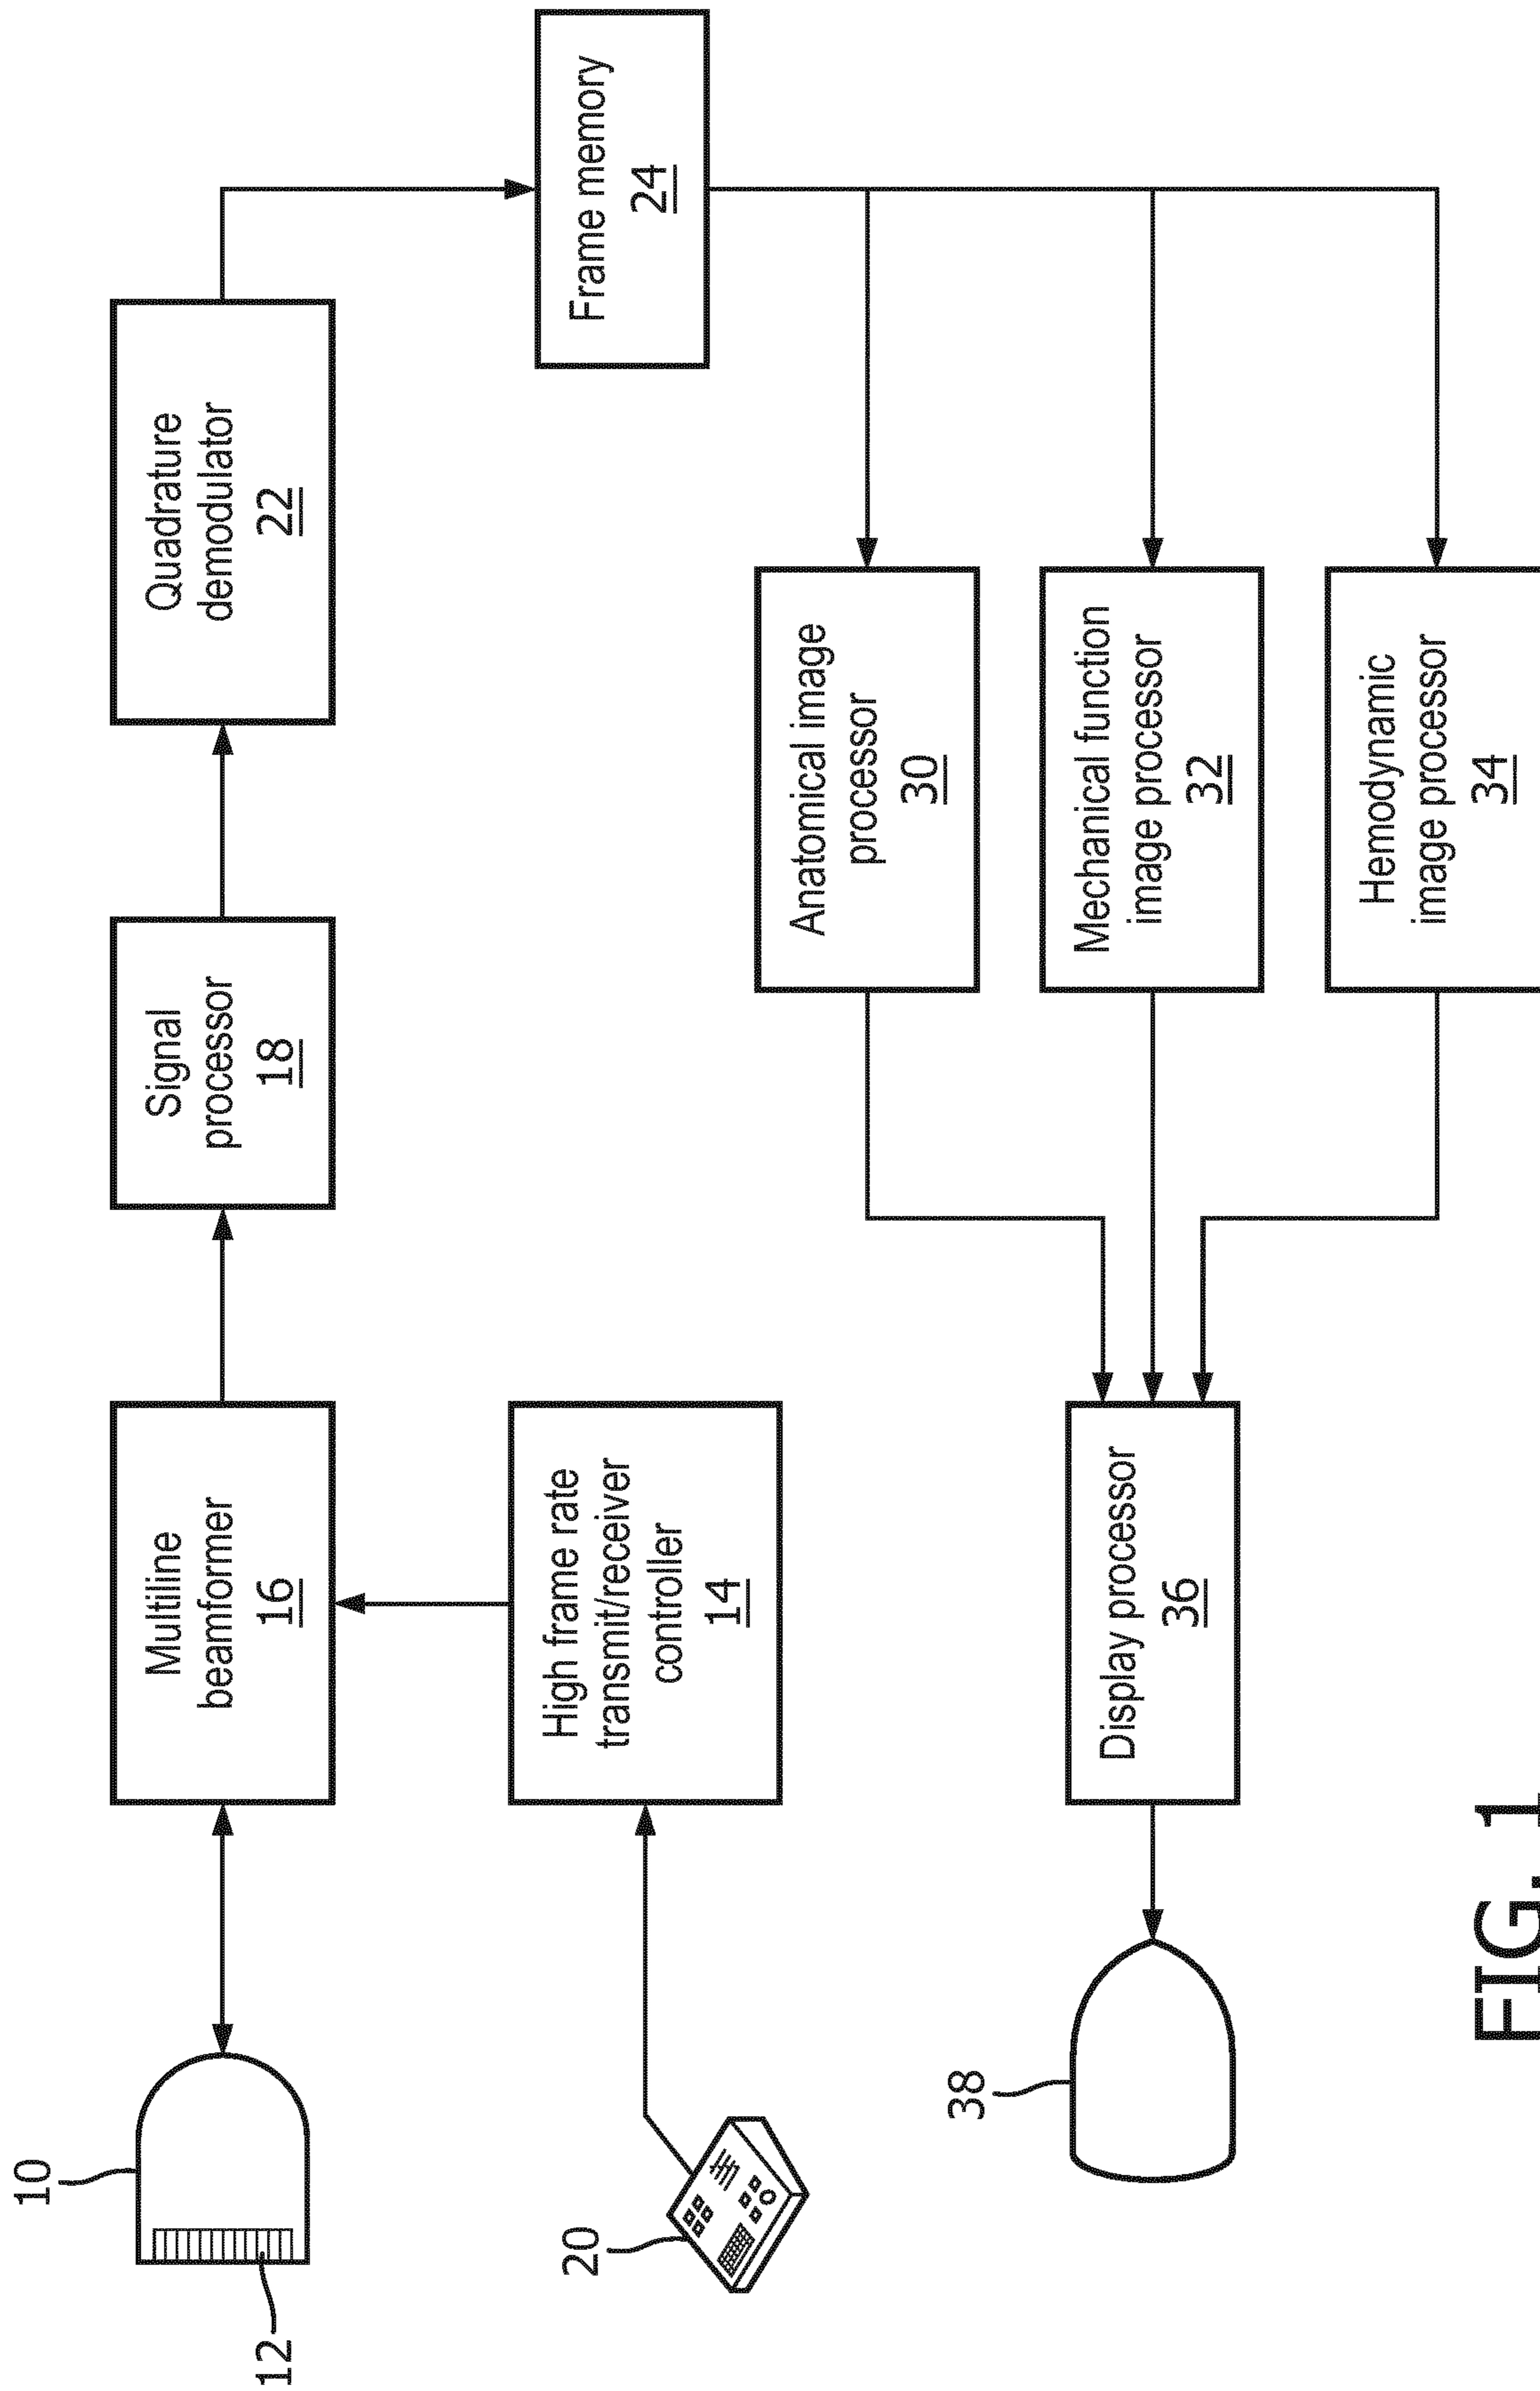 10
12
Multiline
beamformer
16
Signal
processor
18
Quadrature
demodulator
22
20
High frame rate
transmit/receiver
controller
14
Frame memory
24
Anatomical image
processor
30
Mechanical function
image processor
32
Hemodynamic
image processor
34
38
Display processor
36
FIG. 1